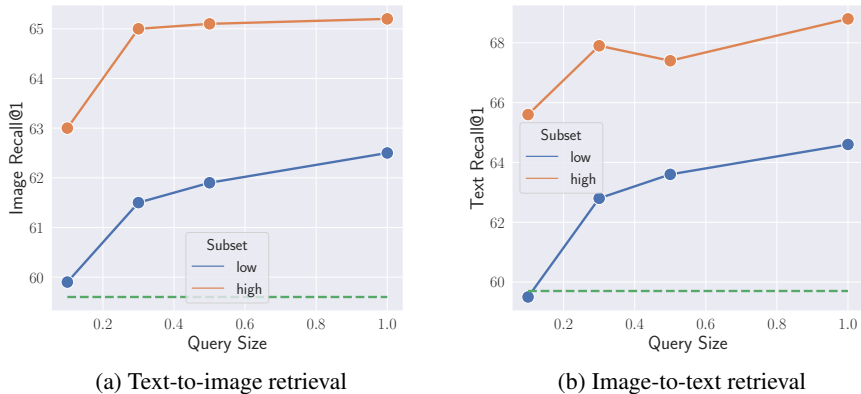 65
64
63
62
61
60
Image Recall@1
Subset
low
high
0.2
0.4
0.6
0.8
1.0
Query Size
(a) Text-to-image retrieval
68
66
64
62
60
Text Recall@1
Subset
low
high
0.2
0.4
0.6
0.8
1.0
Query Size
(b) Image-to-text retrieval